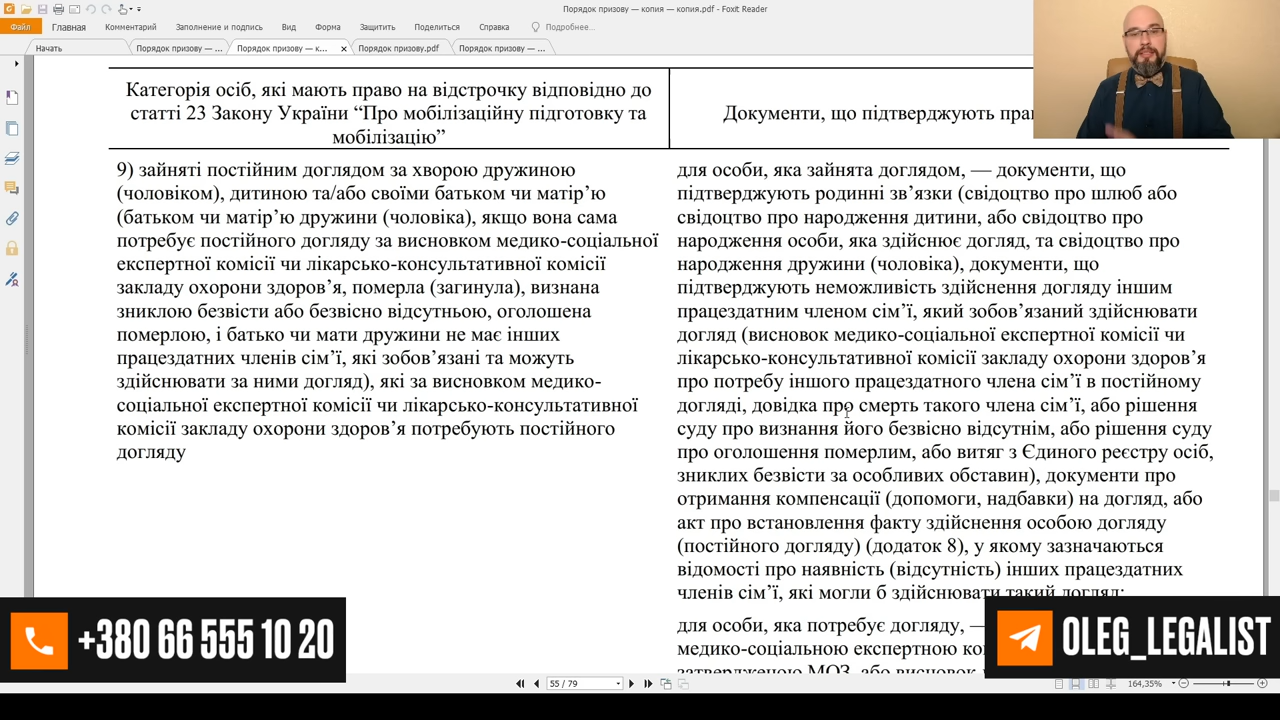 Порядок призову — копия — копия.pdf - Foxit Reader
Файл Главная Комментарий Заполнение и подпись Вид Форма Защитить Поделиться Справка Подробнее...
Начать Порядок призову — ... Порядок призову — к... × Порядок призову.pdf Порядок призову — ...
Категорія осіб, які мають право на відстрочку відповідно до
статті 23 Закону України “Про мобілізаційну підготовку та
мобілізацію”
Документи, що підтверджують
9) зайняті постійним доглядом за хворою дружиною
(чоловіком), дитиною та/або своїми батьком чи матір’ю
(батьком чи матір’ю дружини (чоловіка), якщо вона сама
потребує постійного догляду за висновком медико-соціальної
експертної комісії чи лікарсько-консультативної комісії
закладу охорони здоров’я, померла (загинула), визнана
зниклою безвісти або безвісно відсутньою, оголошена
померлою, і батько чи мати дружини не має інших
працездатних членів сім’ї, які зобов’язані та можуть
здійснювати за ними догляд), які за висновком медико-
соціальної експертної комісії чи лікарсько-консультативної
комісії закладу охорони здоров’я потребують постійного
догляду
для особи, яка зайнята доглядом, — документи, що
підтверджують родинні зв’язки (свідоцтво про шлюб або
свідоцтво про народження дитини, або свідоцтво про
народження особи, яка здійснює догляд, та свідоцтво про
народження дружини (чоловіка), документи, що
підтверджують неможливість здійснення догляду іншим
працездатним членом сім’ї, який зобов’язаний здійснювати
догляд (висновок медико-соціальної експертної комісії чи
лікарсько-консультативної комісії закладу охорони здоров’я
про потребу іншого працездатного члена сім’ї в постійному
догляді, довідка про смерть такого члена сім’ї, або рішення
суду про визнання його безвісно відсутнім, або рішення суду
про оголошення померлим, або витяг з Єдиного реєстру осіб,
зниклих безвісти за особливих обставин), документи про
отримання компенсації (допомоги, надбавки) на догляд, або
акт про встановлення факту здійснення особою догляду
(постійного догляду) (додаток 8), у якому зазначаються
відомості про наявність (відсутність) інших працездатних
членів сім’ї, які могли б здійснювати такий догляд;
для особи, яка потребує догляду, —
медико-соціальною експертною
затвердженою МОЗ, або висновок
+380 66 555 10 20
OLEG_LEGALIST
55 / 79
164,35%